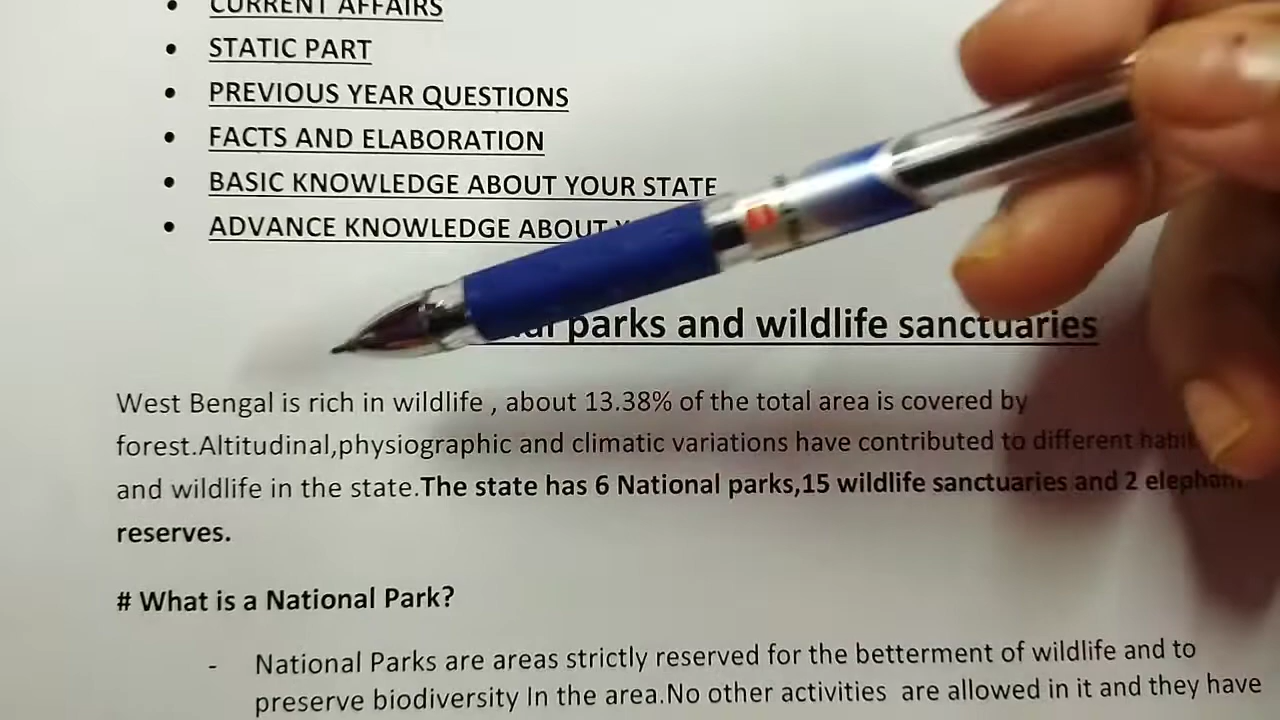 CURRENT AFFAIRS
STATIC PART
PREVIOUS YEAR QUESTIONS
FACTS AND ELABORATION
BASIC KNOWLEDGE ABOUT YOUR STATE
ADVANCE KNOWLEDGE ABOUT
parks and wildlife sanctuaries
West Bengal is rich in wildlife , about 13.38% of the total area is covered by
forest.Altitudinal,physiographic and climatic variations have contributed to different
and wildlife in the state.The state has 6 National parks,15 wildlife sanctuaries and 2 elephant
reserves.
# What is a National Park?
- National Parks are areas strictly reserved for the betterment of wildlife and to
preserve biodiversity In the area.No other activities are allowed in it and they have